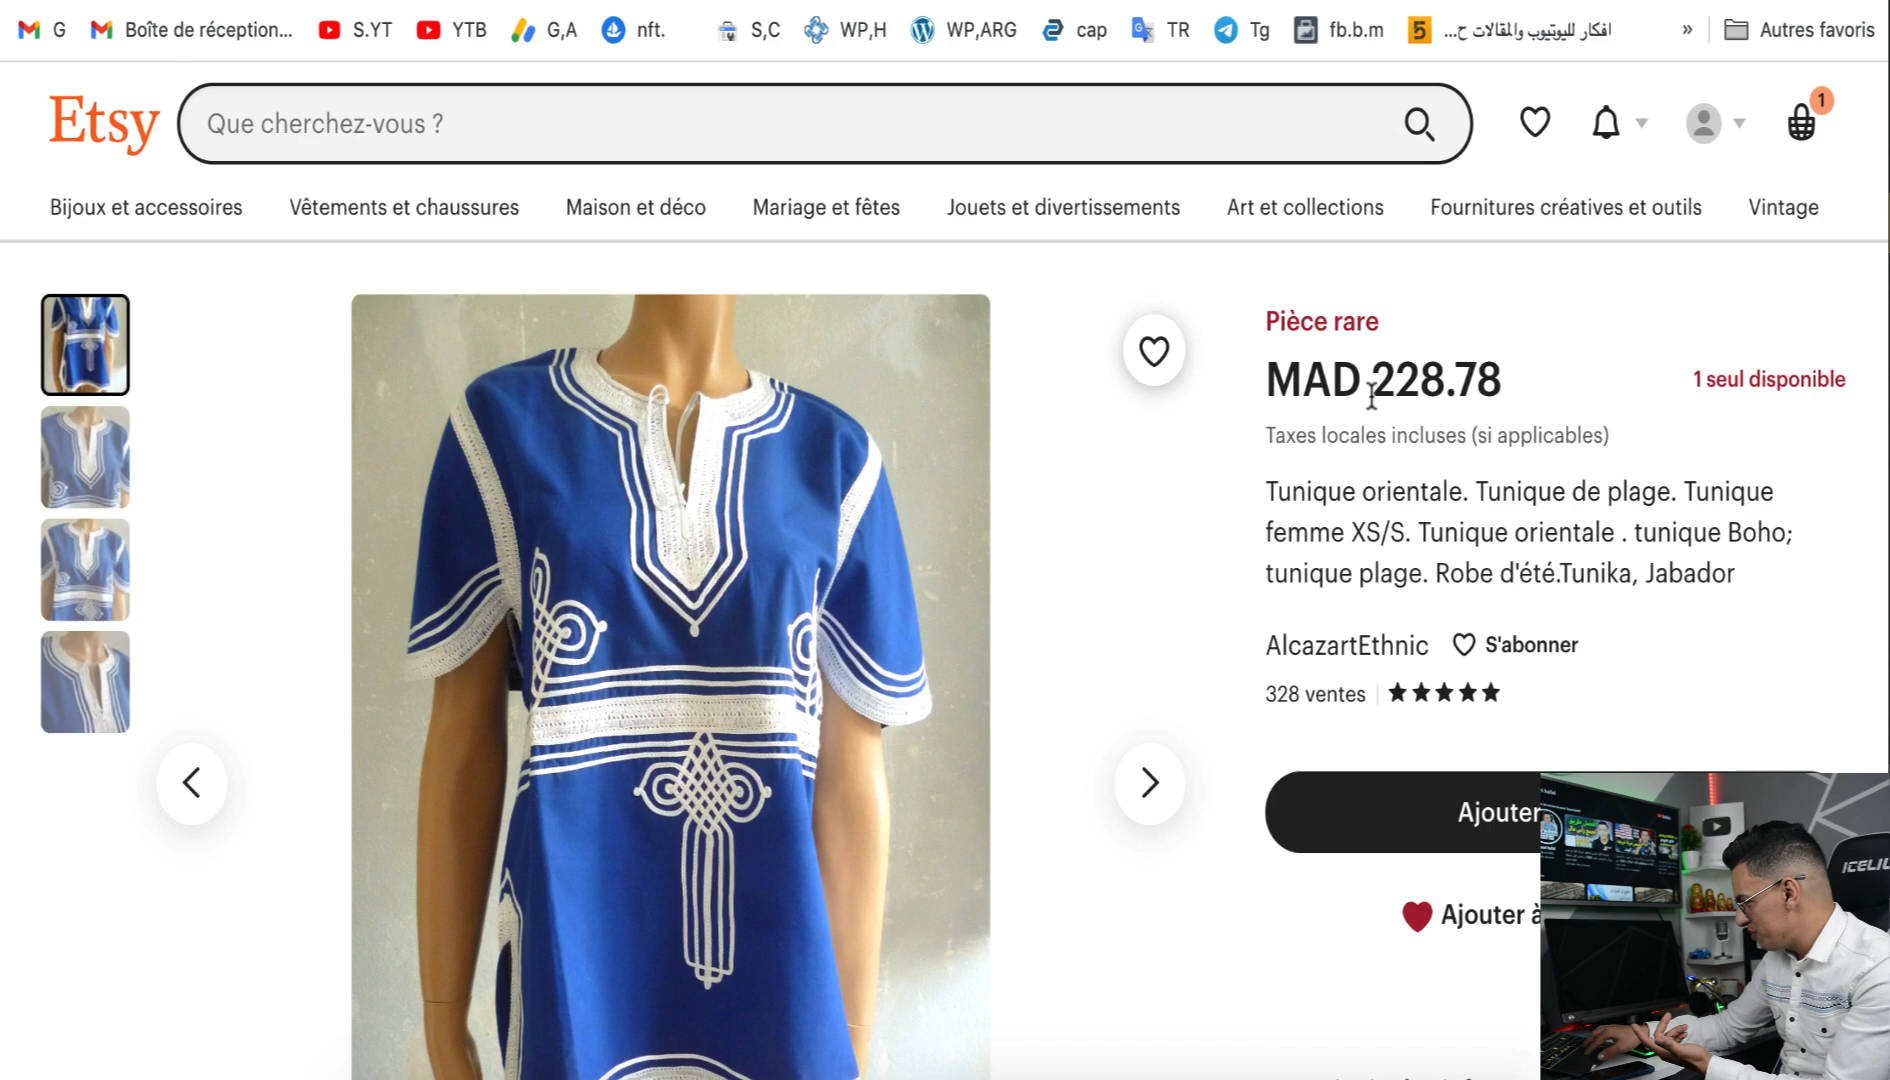 G
Boîte de réception...
S.YT
YTB
G,A
nft.
S,C
WP,H
WP,ARG
cap
TR
Tg
fb.b.m
افكار لليوتيوب والمقالات ح...
»
Autres favoris
Etsy
Que cherchez-vous ?
1
Bijoux et accessoires
Vêtements et chaussures
Maison et déco
Mariage et fêtes
Jouets et divertissements
Art et collections
Fournitures créatives et outils
Vintage
Pièce rare
MAD 228.78
1 seul disponible
Taxes locales incluses (si applicables)
Tunique orientale. Tunique de plage. Tunique
femme XS/S. Tunique orientale . tunique Boho;
tunique plage. Robe d'été.Tunika, Jabador
AlcazartEthnic
S'abonner
328 ventes
Ajouter
Ajouter à